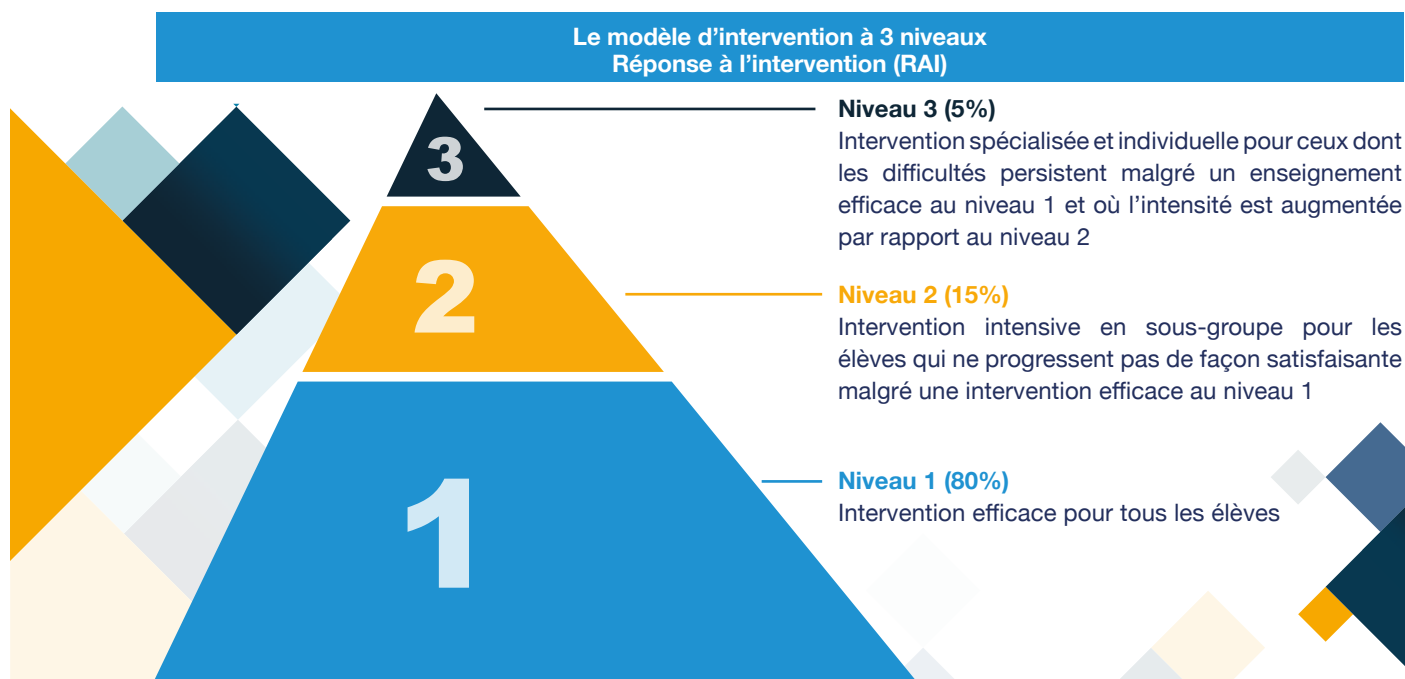 Le modèle d’intervention à 3 niveaux
Réponse à l’intervention (RAI)
3
Niveau 3 (5%)
Intervention spécialisée et individuelle pour ceux dont
les difficultés persistent malgré un enseignement
efficace au niveau 1 et où l’intensité est augmentée
par rapport au niveau 2
2
Niveau 2 (15%)
Intervention intensive en sous-groupe pour les
élèves qui ne progressent pas de façon satisfaisante
malgré une intervention efficace au niveau 1
1
Niveau 1 (80%)
Intervention efficace pour tous les élèves